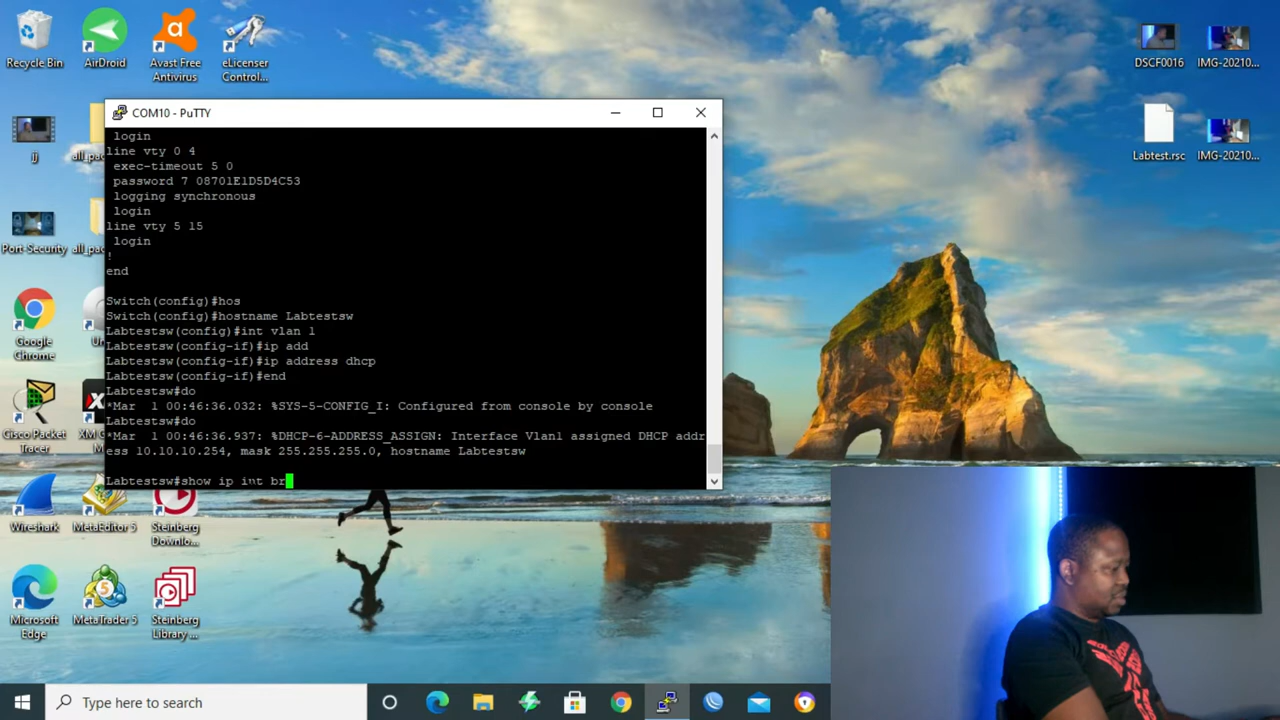 Recycle Bin
AirDroid
Avast Free
Antivirus
eLicenser
Control...
DSCF0016
IMG-20210...
jj
all_pac
Labtest.rsc
IMG-20210...
Port-Security
all_pac
Google
Chrome
Un
Cisco Packet
Tracer
XM G
M
Wireshark
MetaEditor 5
Steinberg
Downlo...
Microsoft
Edge
MetaTrader 5
Steinberg
Library ...
COM10 - PuTTY
login
line vty 0 4
exec-timeout 5 0
password 7 08701E1D5D4C53
logging synchronous
login
line vty 5 15
login
!
end
Switch(config)#hos
Switch(config)#hostname Labtestsw
Labtestsw(config)#int vlan 1
Labtestsw(config-if)#ip add
Labtestsw(config-if)#ip address dhcp
Labtestsw(config-if)#end
Labtestsw#do
*Mar  1 00:46:36.032: %SYS-5-CONFIG_I: Configured from console by console
Labtestsw#do
*Mar  1 00:46:36.937: %DHCP-6-ADDRESS_ASSIGN: Interface Vlan1 assigned DHCP addr
ess 10.10.10.254, mask 255.255.255.0, hostname Labtestsw
Labtestsw#show ip int br
Type here to search